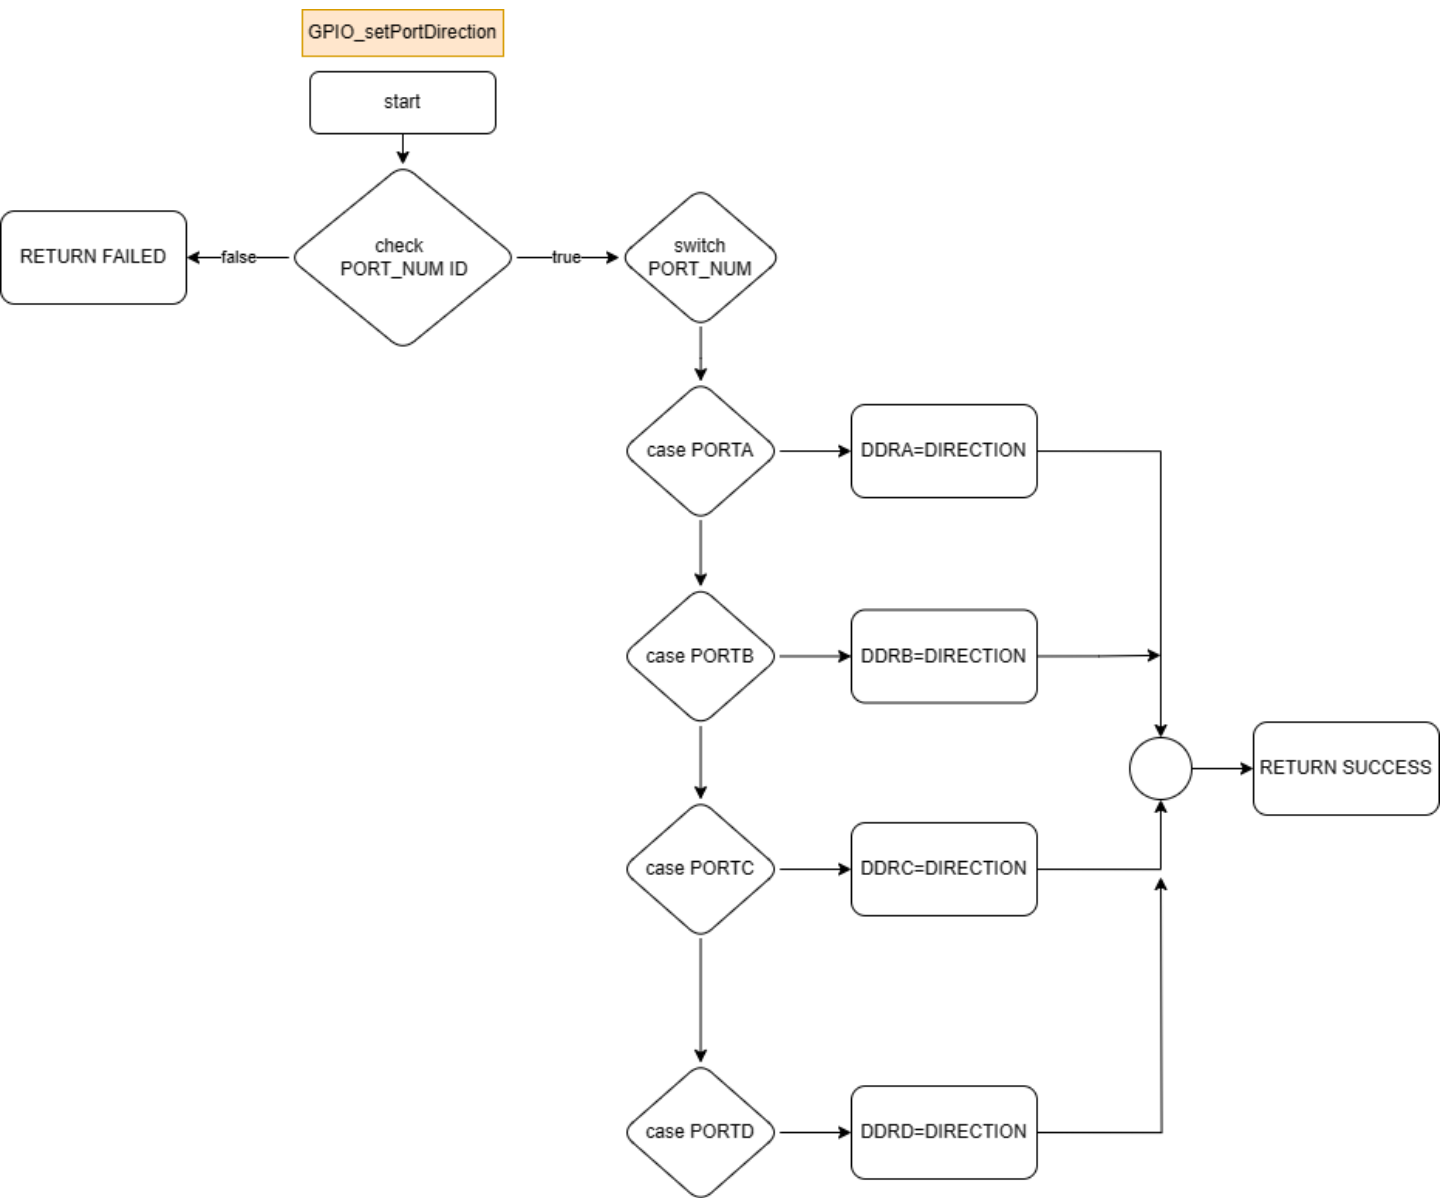 GPIO_setPortDirection
start
check
PORT_NUM ID
RETURN FAILED
false
true
switch
PORT_NUM
case PORTA
DDRA=DIRECTION
case PORTB
DDRB=DIRECTION
RETURN SUCCESS
case PORTC
DDRC=DIRECTION
case PORTD
DDRD=DIRECTION